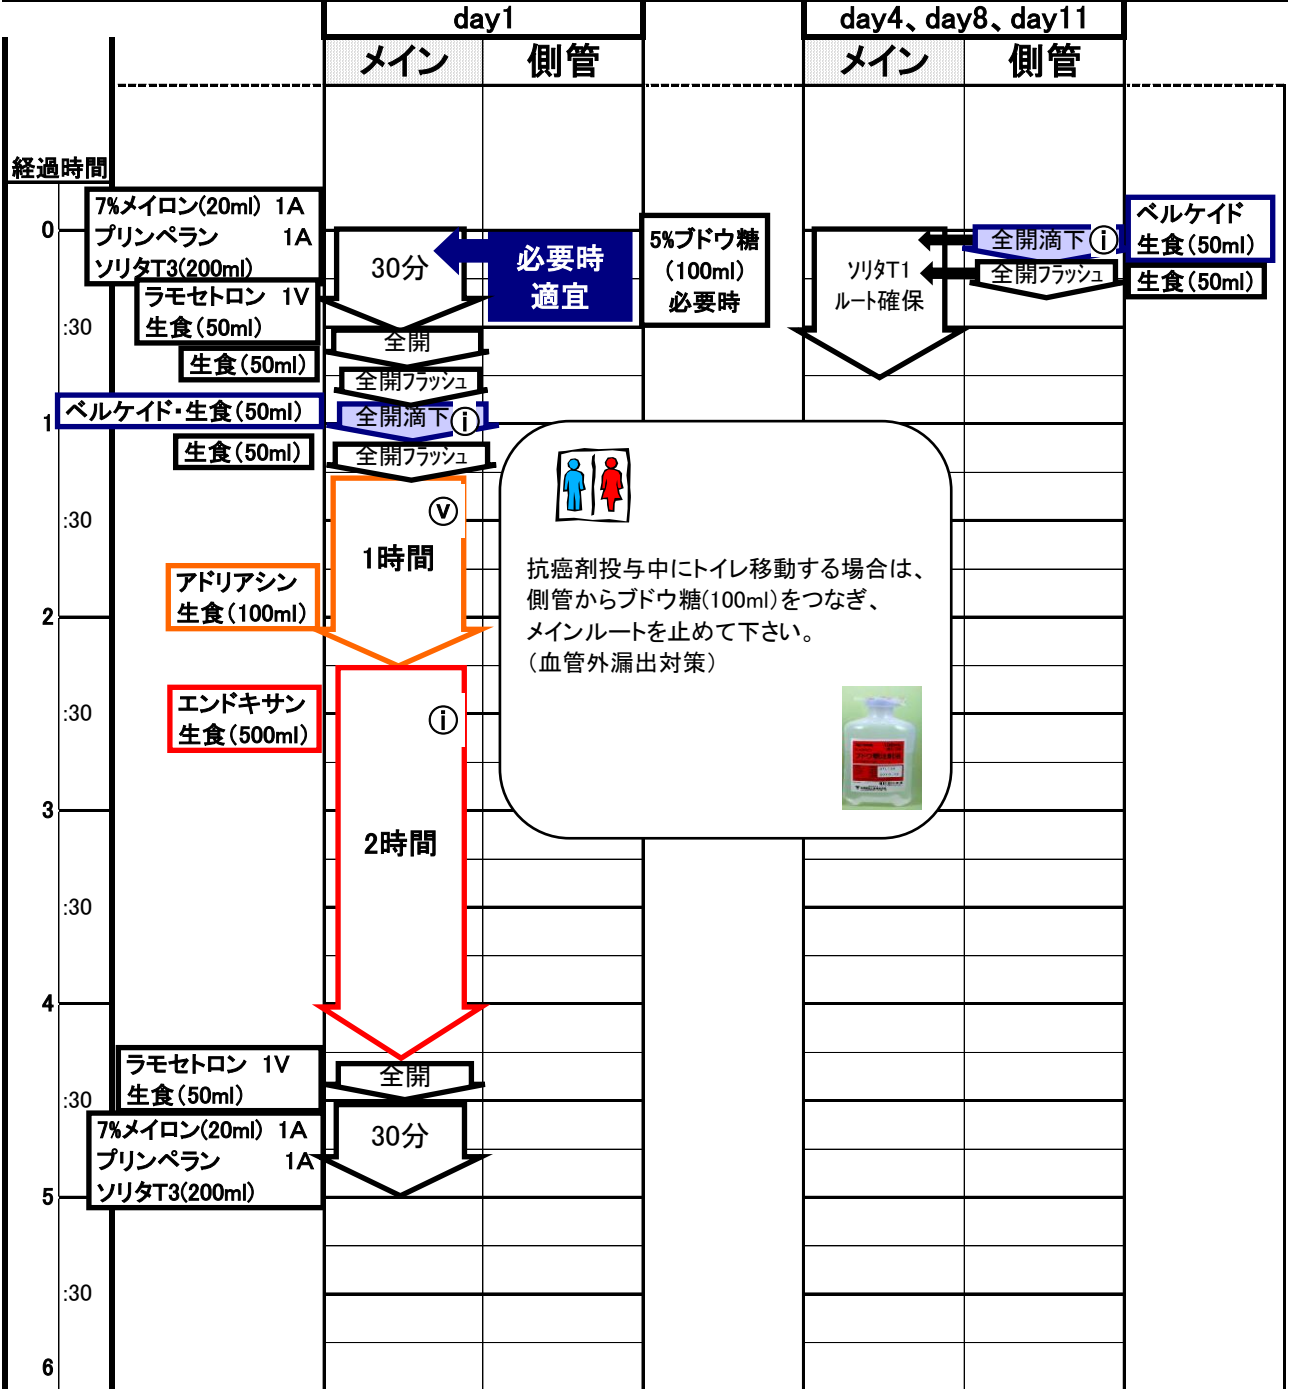 day1
day4、day8、day11
メイン 側管
メイン 側管
経過時間
7%メイロン(20ml) 1A
プリンペラン 1A
ソリタT3(200ml)
0
30分
必要時
適宜
5%ブドウ糖
(100ml)
必要時
ソリタT1
ルート確保
全開滴下 ⓘ
全開フラッシュ
ベルケイド
生食(50ml)
生食(50ml)
ラモセトロン 1V
生食(50ml)
:30
全開
生食(50ml)
全開フラッシュ
ベルケイド・生食(50ml)
1
全開滴下 ⓘ
生食(50ml)
全開フラッシュ
ⓥ
:30
1時間
アドリアシン
生食(100ml)
2
抗癌剤投与中にトイレ移動する場合は、
側管からブドウ糖(100ml)をつなぎ、
メインルートを止めて下さい。
(血管外漏出対策)
エンドキサン
生食(500ml)
:30
ⓘ
3
2時間
:30
4
ラモセトロン 1V
生食(50ml)
全開
:30
7%メイロン(20ml) 1A
プリンペラン 1A
ソリタT3(200ml)
30分
5
:30
6